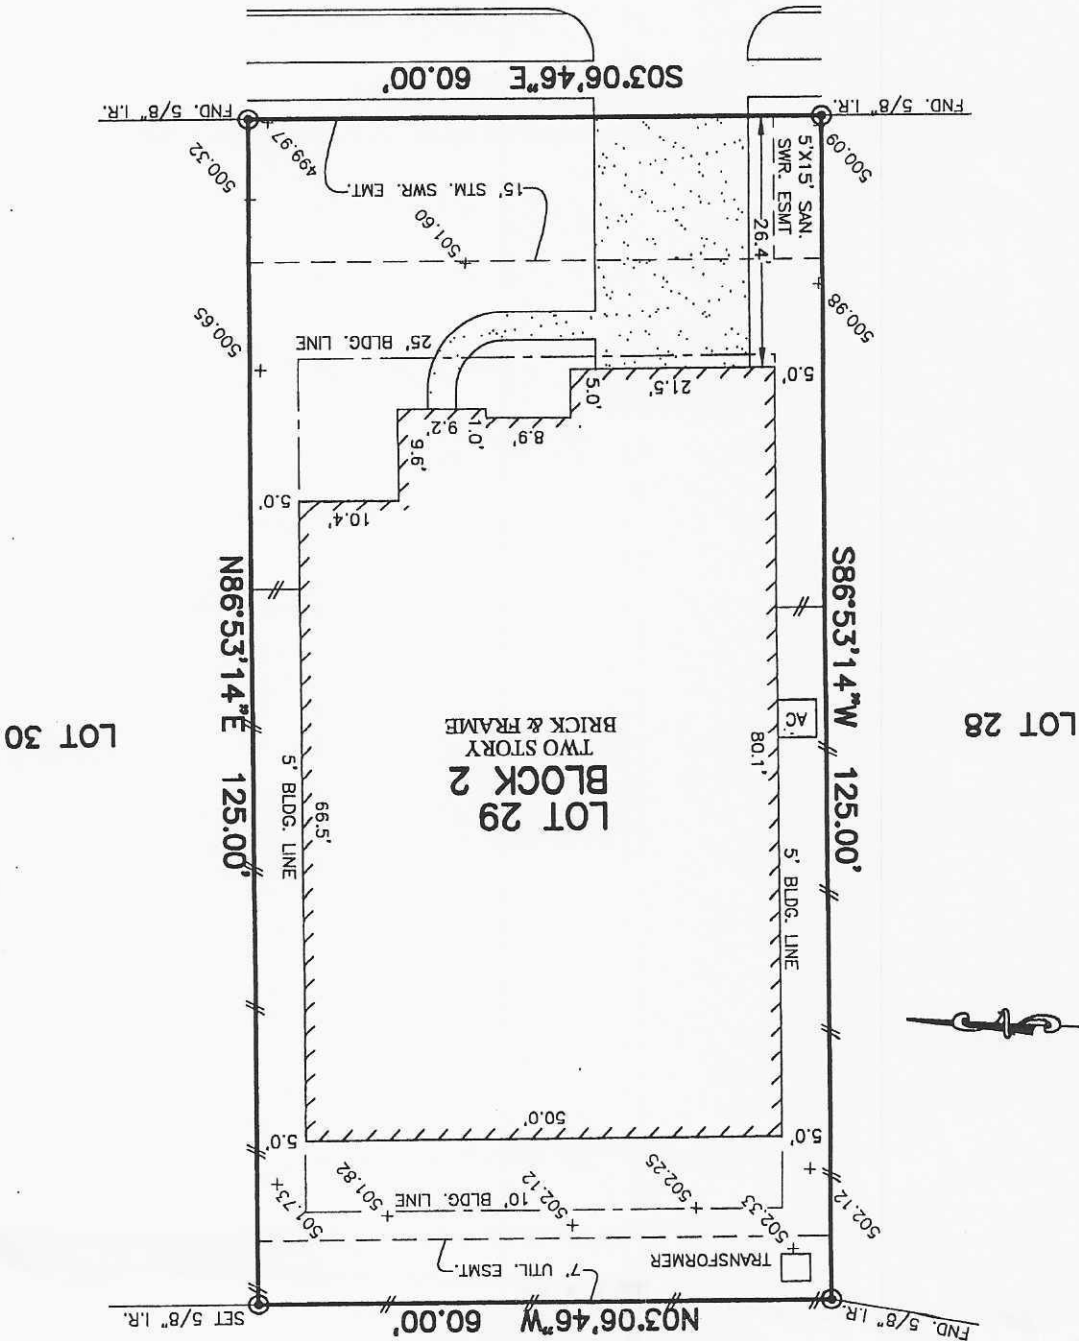 FND. 5/8" I.R.
N03°06'46"W 60.00'
SET 5/8" I.R.
7' UTIL. ESMT.
TRANSFORMER
502.12
502.33
502.25
502.12
10' BLDG. LINE
501.82
501.73
5.0'
50.0'
5.0'
5' BLDG. LINE
66.5'
5' BLDG. LINE
80.1'
S86°53'14"W 125.00'
N86°53'14"E 125.00'
LOT 28
LOT 29
BLOCK 2
TWO STORY
BRICK & FRAME
LOT 30
AC
10.4'
5.0'
9.6'
9.2'
1.0'
8.9'
5.0'
21.5'
5.0'
25' BLDG. LINE
500.65
500.98
26.4'
501.60
15' STM. SWR. EMT.
5'X15' SAN.
SWR. ESMT
500.32
499.97
500.09
FND. 5/8" I.R.
S03°06'46"E 60.00'
FND. 5/8" I.R.